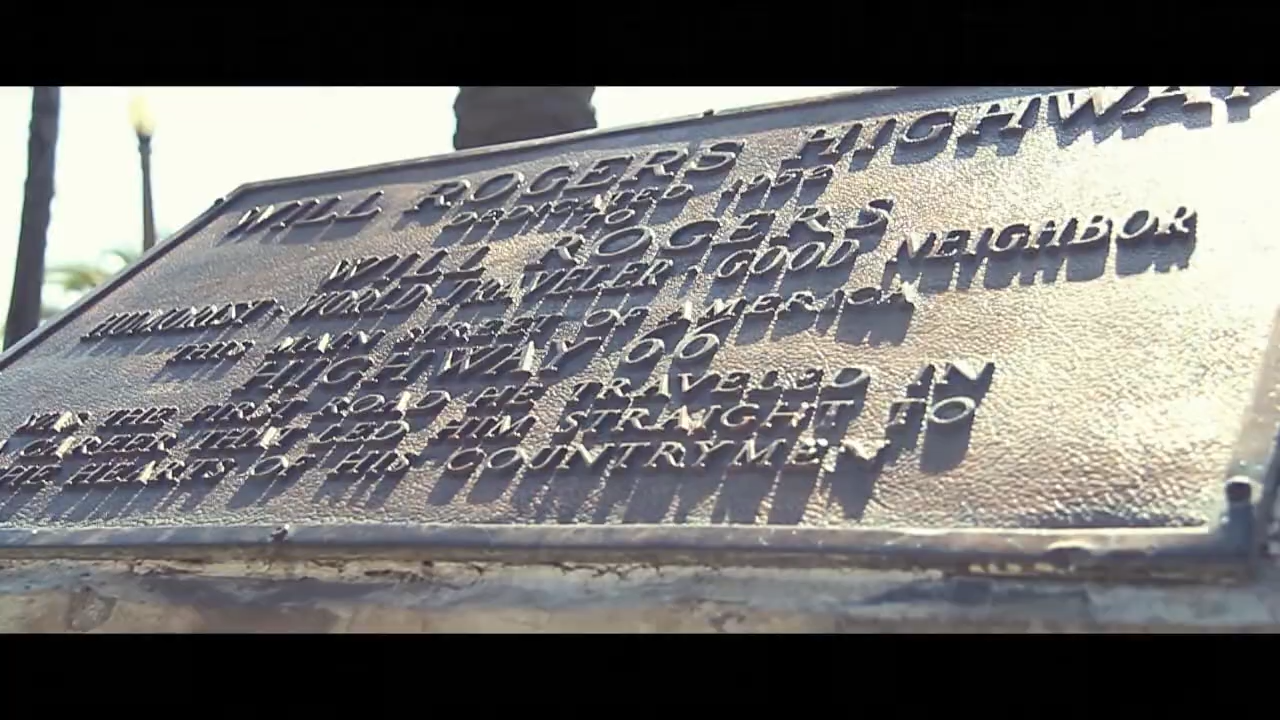 WILL ROGERS HIGHWAY
DEDICATED 1952
TO
WILL ROGERS
HUMORIST · WORLD TRAVELER · GOOD NEIGHBOR
THIS MAIN STREET OF AMERICA
HIGHWAY 66
WAS THE FIRST ROAD HE TRAVELED IN
CAREER THAT LED HIM STRAIGHT TO
THE HEARTS OF HIS COUNTRYMEN